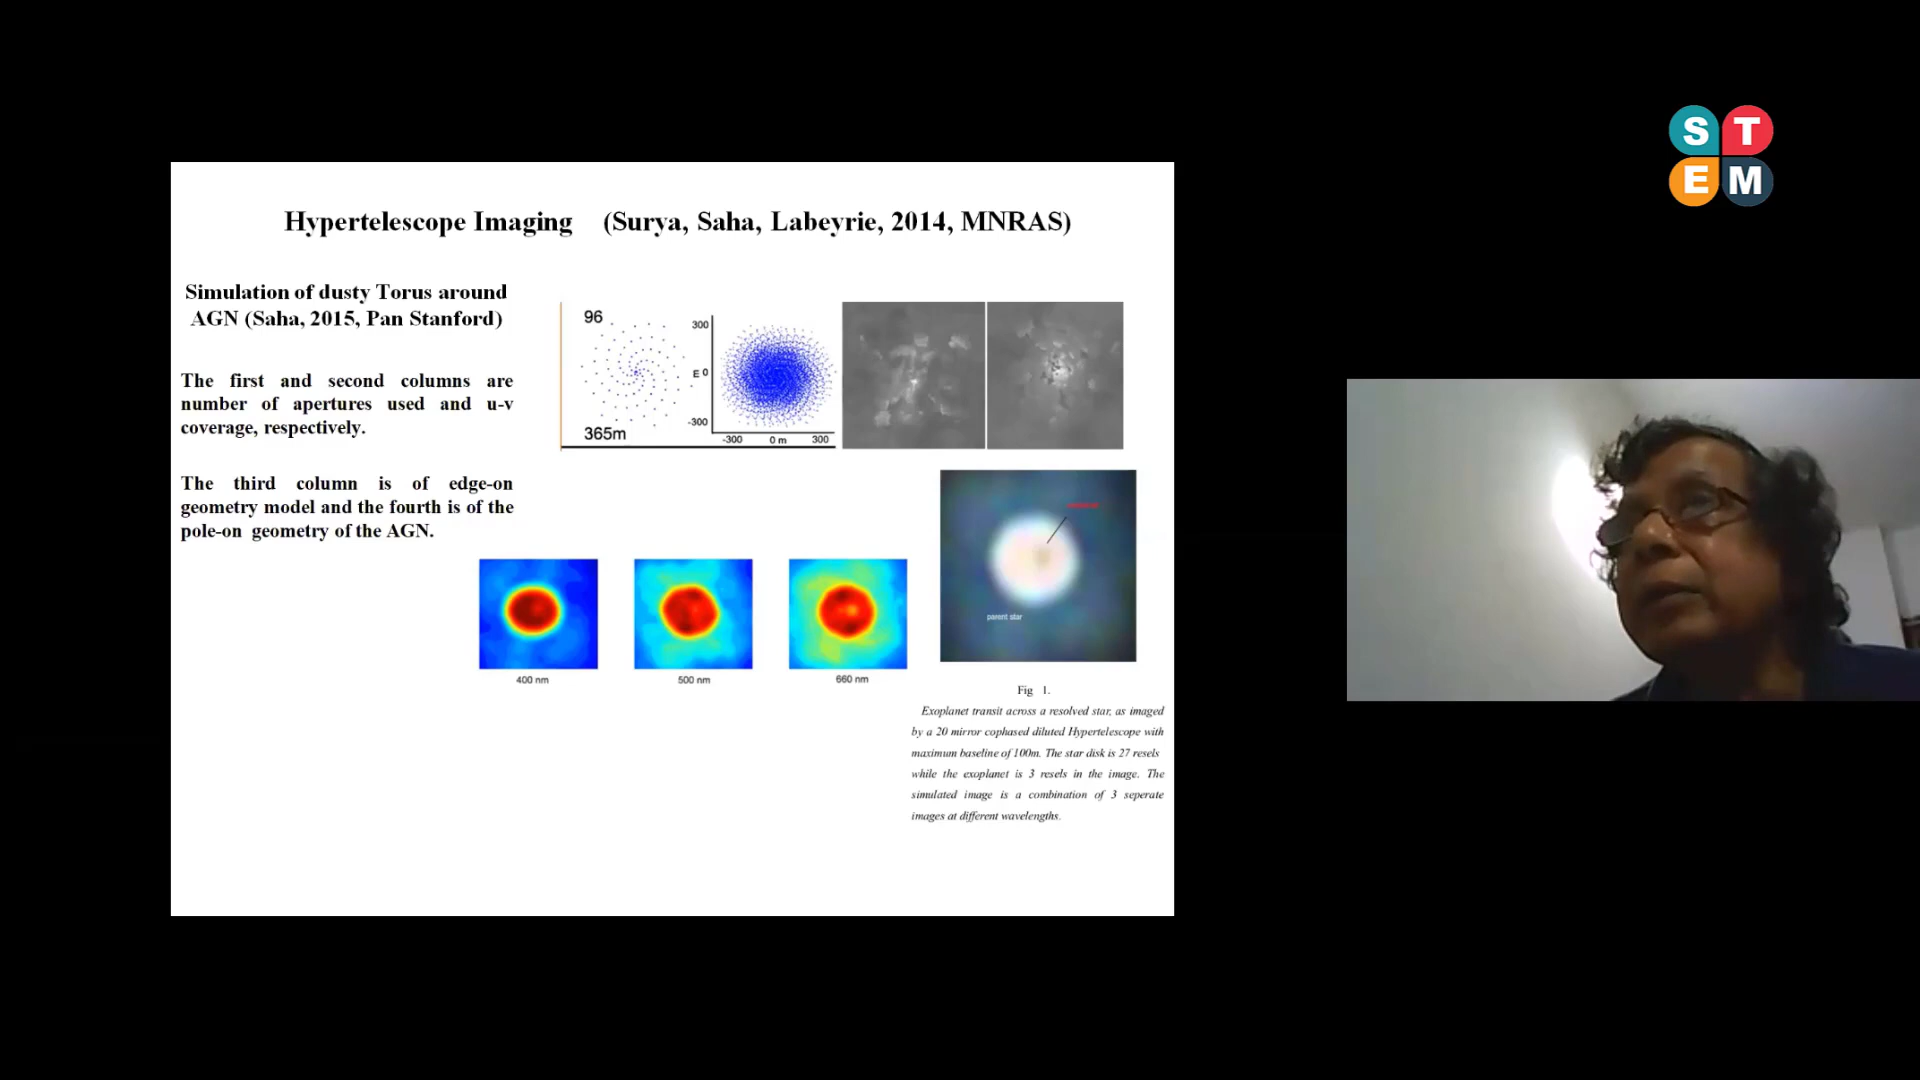 S T
E M
Hypertelescope Imaging (Surya, Saha, Labeyrie, 2014, MNRAS)
Simulation of dusty Torus around
AGN (Saha, 2015, Pan Stanford)
The first and second columns are
number of apertures used and u-v
coverage, respectively.
The third column is of edge-on
geometry model and the fourth is of the
pole-on geometry of the AGN.
96
365m
300
E 0
-300
-300 0 m 300
parent star
400 nm
500 nm
660 nm
Fig 1.
Exoplanet transit across a resolved star, as imaged
by a 20 mirror cophased diluted Hypertelescope with
maximum baseline of 100m. The star disk is 27 resels
while the exoplanet is 3 resels in the image. The
simulated image is a combination of 3 seperate
images at different wavelengths.